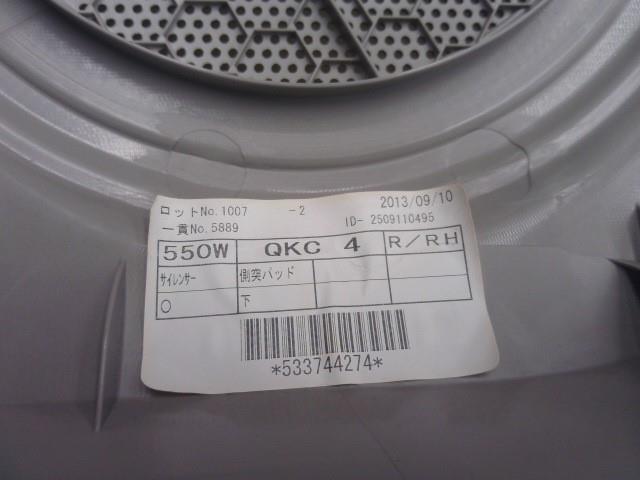 ロットNo.1007 -2 2013/09/10
一貫No.5889 ID- 2509110495
550W QKC 4 R/RH
サイレンサー 側突パッド
○ 下
*533744274*